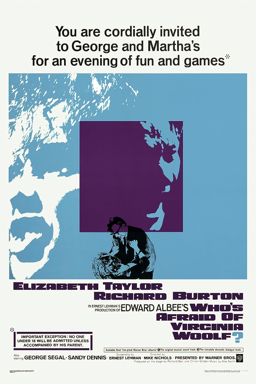 You are cordially invited
to George and Martha's
for an evening of fun and games*
ELIZABETH TAYLOR
RICHARD BURTON
IN ERNEST LEHMAN'S
PRODUCTION OF EDWARD ALBEE'S WHO'S
AFRAID OF
VIRGINIA
WOOLF?
IMPORTANT EXCEPTION: NO ONE
UNDER 18 WILL BE ADMITTED UNLESS
ACCOMPANIED BY HIS PARENT.
GEORGE SEGAL · SANDY DENNIS
ERNEST LEHMAN
MIKE NICHOLS
PRESENTED BY WARNER BROS.